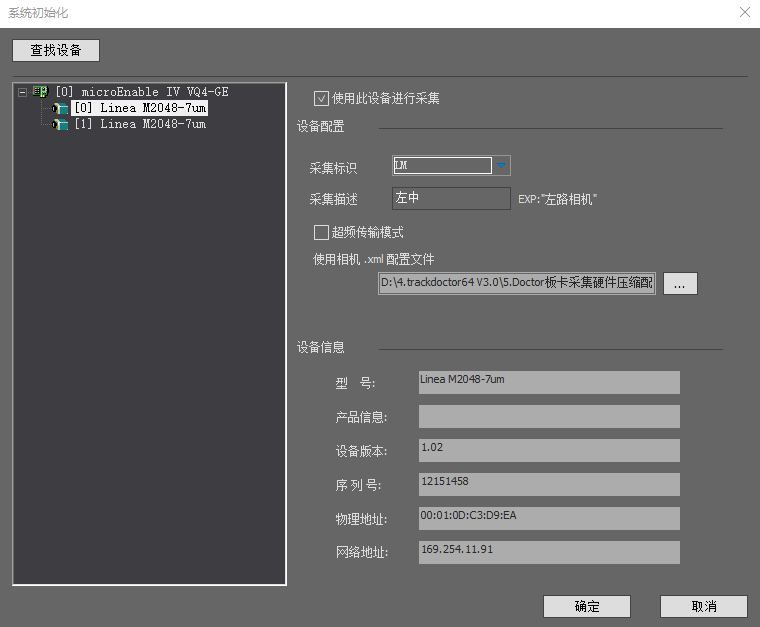 系统初始化
查找设备
[0] microEnable IV VQ4-GE
[0] Linea M2048-7um
[1] Linea M2048-7um
使用此设备进行采集
设备配置
采集标识 LM
采集描述 左中 EXP:"左路相机"
超频传输模式
使用相机 .xml 配置文件
D:\4.trackdoctor64 V3.0\5.Doctor板卡采集硬件压缩配 ...
设备信息
型 号: Linea M2048-7um
产品信息:
设备版本: 1.02
序 列 号: 12151458
物理地址: 00:01:0D:C3:D9:EA
网络地址: 169.254.11.91
确定 取消